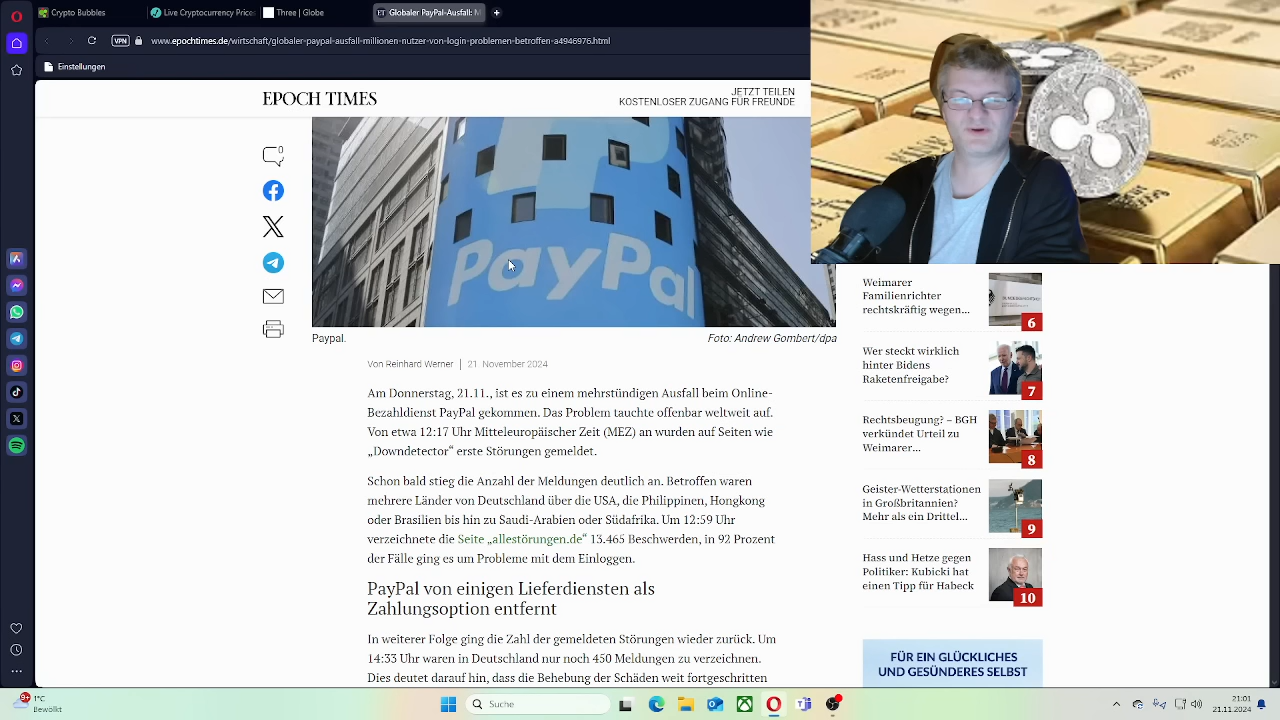 Crypto Bubbles
Live Cryptocurrency Price
Three | Globe
ET Globaler PayPal-Ausfall: M
VPN
www.epochtimes.de/wirtschaft/globaler-paypal-ausfall-millionen-nutzer-von-login-problemen-betroffen-a4946976.html
Einstellungen
EPOCH TIMES
JETZT TEILEN
KOSTENLOSER ZUGANG FÜR FREUNDE
0
PayPal
Paypal.
Foto: Andrew Gombert/dpa
Von Reinhard Werner | 21. November 2024
Am Donnerstag, 21.11., ist es zu einem mehrstündigen Ausfall beim Online-
Bezahldienst PayPal gekommen. Das Problem tauchte offenbar weltweit auf.
Von etwa 12:17 Uhr Mitteleuropäischer Zeit (MEZ) an wurden auf Seiten wie
„Downdetector“ erste Störungen gemeldet.
Schon bald stieg die Anzahl der Meldungen deutlich an. Betroffen waren
mehrere Länder von Deutschland über die USA, die Philippinen, Hongkong
oder Brasilien bis hin zu Saudi-Arabien oder Südafrika. Um 12:59 Uhr
verzeichnete die Seite „allestörungen.de“ 13.465 Beschwerden, in 92 Prozent
der Fälle ging es um Probleme mit dem Einloggen.
PayPal von einigen Lieferdiensten als
Zahlungsoption entfernt
In weiterer Folge ging die Zahl der gemeldeten Störungen wieder zurück. Um
14:33 Uhr waren in Deutschland nur noch 450 Meldungen zu verzeichnen.
Dies deutet darauf hin, dass die Behebung der Schäden weit fortgeschritten
Weimarer
Familienrichter
rechtskräftig wegen...
6
Wer steckt wirklich
hinter Bidens
Raketenfreigabe?
7
Rechtsbeugung? – BGH
verkündet Urteil zu
Weimarer...
8
Geister-Wetterstationen
in Großbritannien?
Mehr als ein Drittel...
9
Hass und Hetze gegen
Politiker: Kubicki hat
einen Tipp für Habeck
10
FÜR EIN GLÜCKLICHES
UND GESÜNDERES SELBST
1°C
Bewölkt
Suche
21:01
21.11.2024